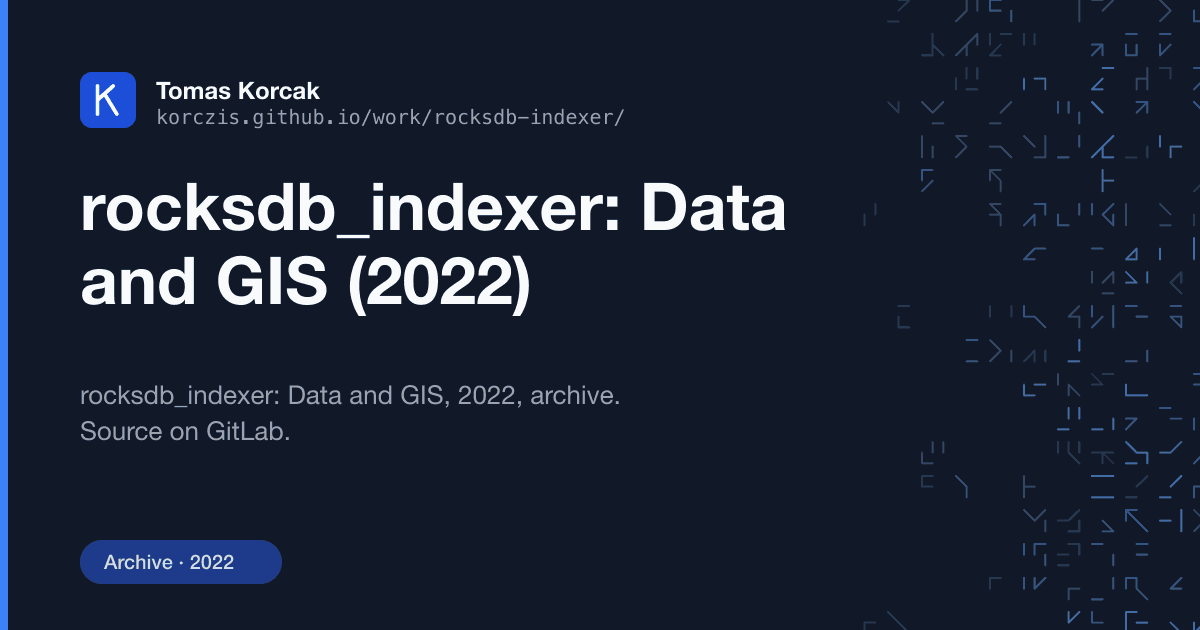 K
Tomas Korcak
korczis.github.io/work/rocksdb-indexer/
rocksdb_indexer: Data
and GIS (2022)
rocksdb_indexer: Data and GIS, 2022, archive.
Source on GitLab.
Archive · 2022